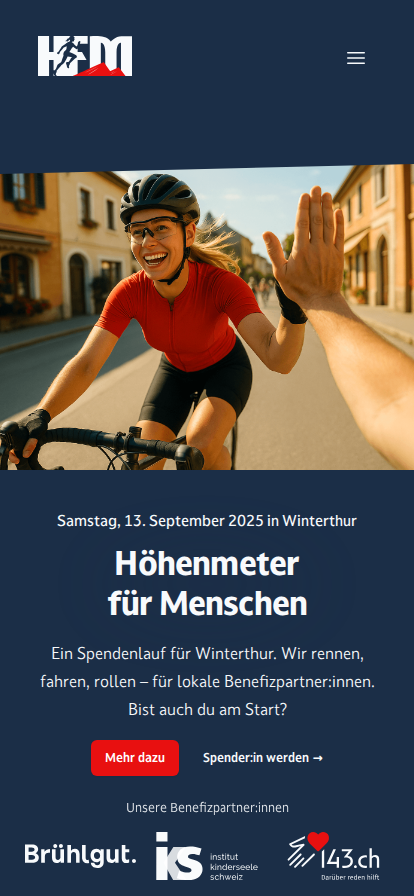 HFM
Samstag, 13. September 2025 in Winterthur
Höhenmeter
für Menschen
Ein Spendenlauf für Winterthur. Wir rennen,
fahren, rollen – für lokale Benefizpartner:innen.
Bist auch du am Start?
Mehr dazu
Spender:in werden →
Unsere Benefizpartner:innen
Brühlgut.
iks
institut
kinderseele
schweiz
143.ch
Darüber reden hilft